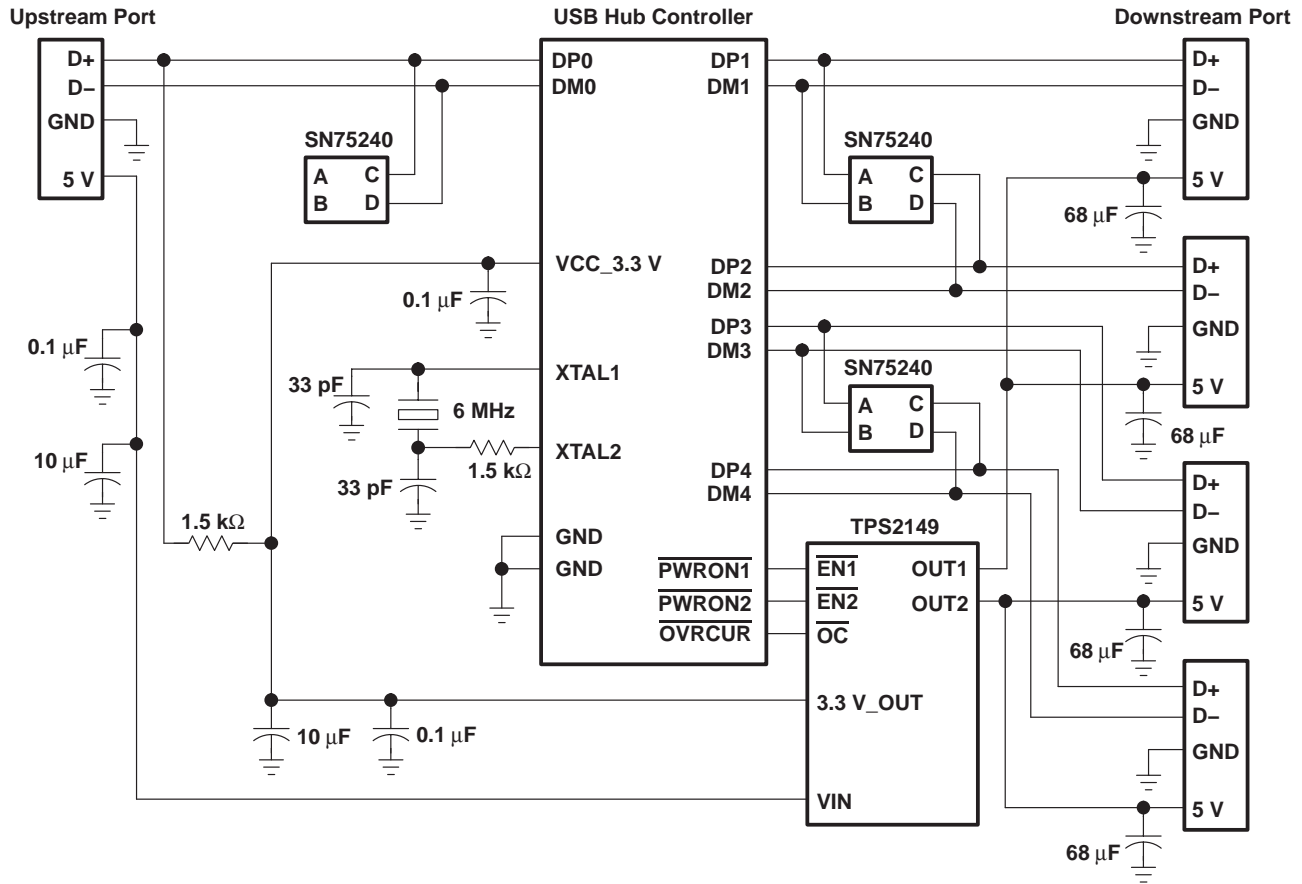 Upstream Port
USB Hub Controller
Downstream Port
D+
D−
GND
5 V
DP0
DM0
VCC_3.3 V
XTAL1
XTAL2
GND
GND
DP1
DM1
DP2
DM2
DP3
DM3
DP4
DM4
PWRON1
PWRON2
OVRCUR
SN75240
A C
B D
SN75240
A C
B D
SN75240
A C
B D
0.1 μF
10 μF
0.1 μF
33 pF
6 MHz
33 pF
1.5 kΩ
1.5 kΩ
10 μF
0.1 μF
TPS2149
EN1
EN2
OC
3.3 V_OUT
VIN
OUT1
OUT2
D+
D−
GND
5 V
68 μF
D+
D−
GND
5 V
68 μF
D+
D−
GND
5 V
68 μF
D+
D−
GND
5 V
68 μF